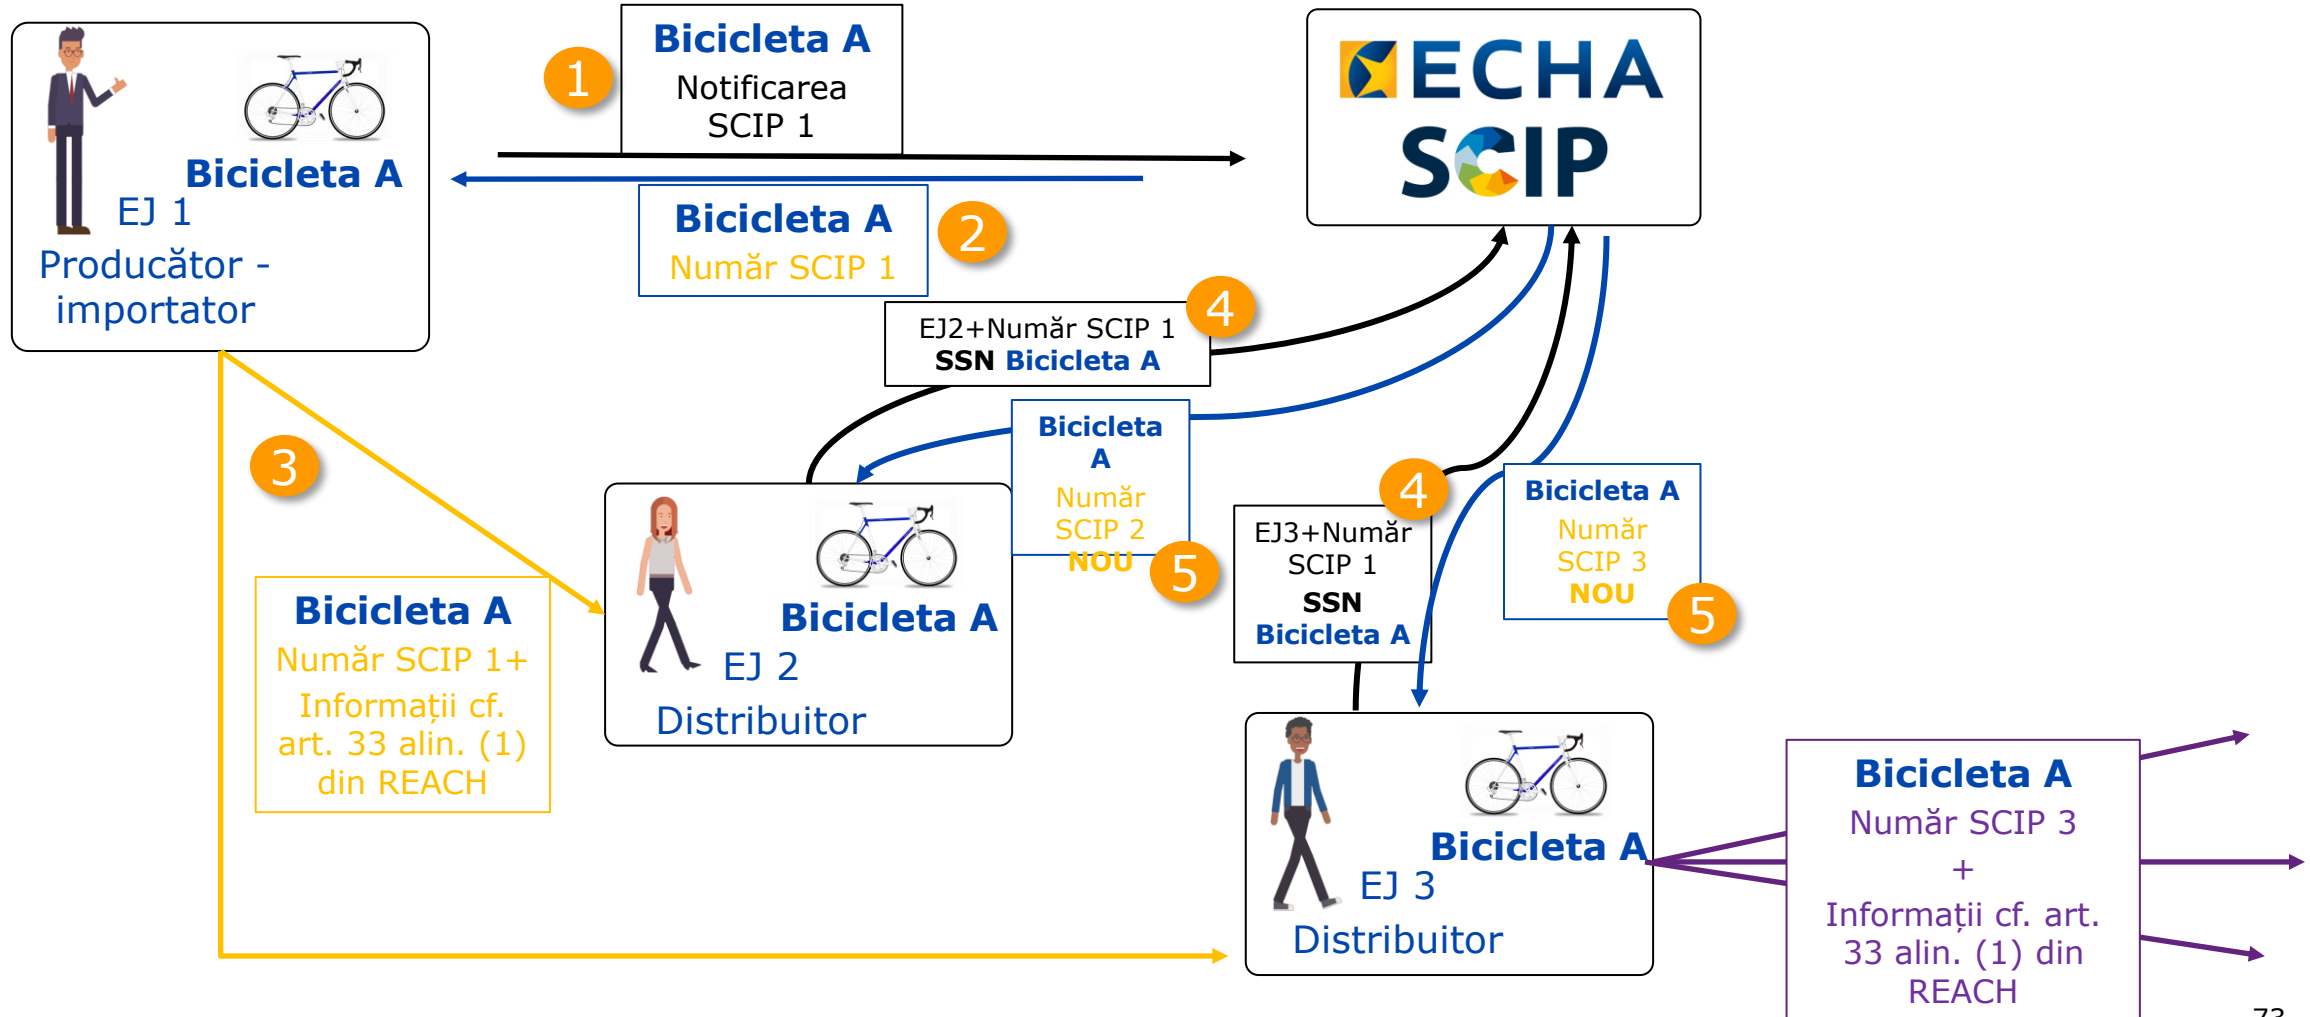 Bicicleta A
EJ 1
Producător -
importator
1
Bicicleta A
Notificarea
SCIP 1
ECHA
SCIP
Bicicleta A
Număr SCIP 1
2
EJ2+Număr SCIP 1
SSN Bicicleta A
4
3
Bicicleta A
Număr SCIP 1+
Informații cf.
art. 33 alin. (1)
din REACH
Bicicleta A
EJ 2
Distribuitor
Bicicleta
A
Număr
SCIP 2
NOU
5
4
EJ3+Număr
SCIP 1
SSN
Bicicleta A
Bicicleta A
Număr
SCIP 3
NOU
5
Bicicleta A
EJ 3
Distribuitor
Bicicleta A
Număr SCIP 3
+
Informații cf. art.
33 alin. (1) din
REACH